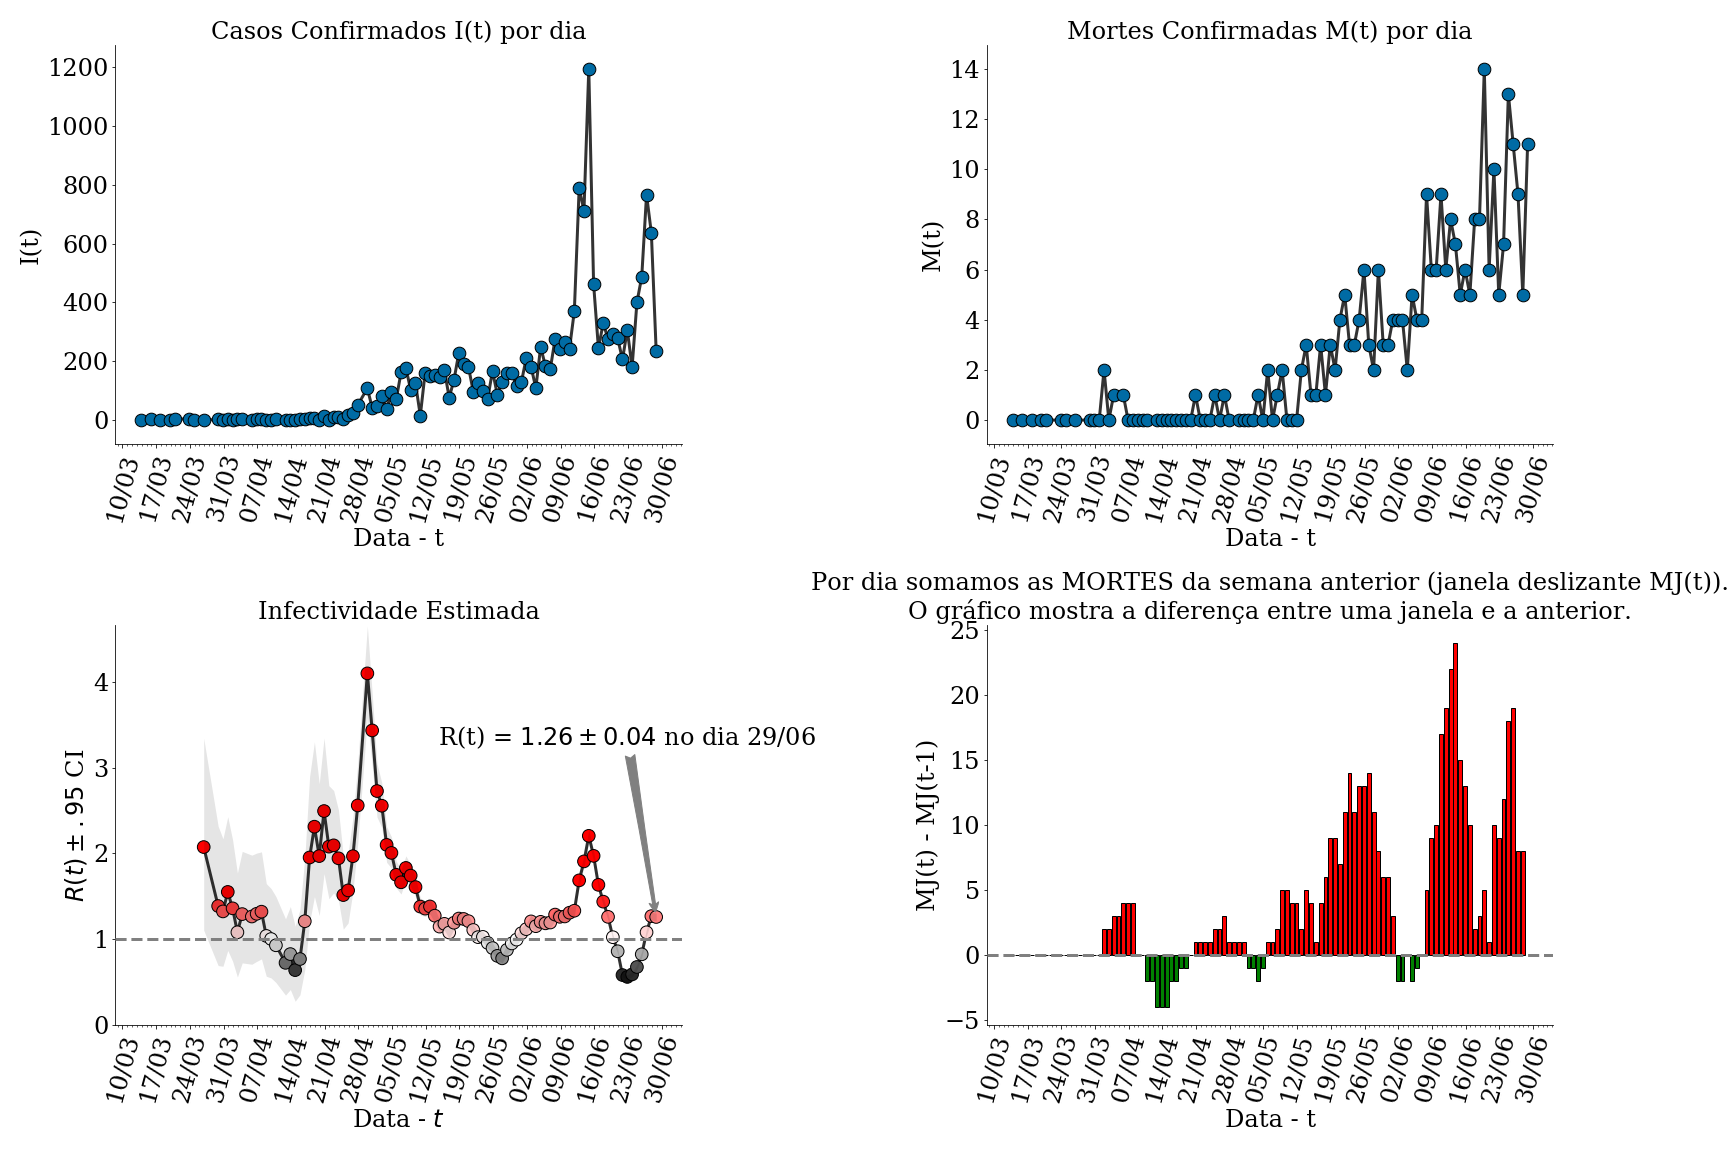 Casos Confirmados I(t) por dia
I(t)
1200
1000
800
600
400
200
0
10/03 17/03 24/03 31/03 07/04 14/04 21/04 28/04 05/05 12/05 19/05 26/05 02/06 09/06 16/06 23/06 30/06
Data - t
Mortes Confirmadas M(t) por dia
M(t)
14
12
10
8
6
4
2
0
10/03 17/03 24/03 31/03 07/04 14/04 21/04 28/04 05/05 12/05 19/05 26/05 02/06 09/06 16/06 23/06 30/06
Data - t
Infectividade Estimada
R(t) ± .95 CI
4
3
2
1
0
R(t) = 1.26 ± 0.04 no dia 29/06
10/03 17/03 24/03 31/03 07/04 14/04 21/04 28/04 05/05 12/05 19/05 26/05 02/06 09/06 16/06 23/06 30/06
Data - t
Por dia somamos as MORTES da semana anterior (janela deslizante MJ(t)).
O gráfico mostra a diferença entre uma janela e a anterior.
MJ(t) - MJ(t-1)
25
20
15
10
5
0
−5
10/03 17/03 24/03 31/03 07/04 14/04 21/04 28/04 05/05 12/05 19/05 26/05 02/06 09/06 16/06 23/06 30/06
Data - t